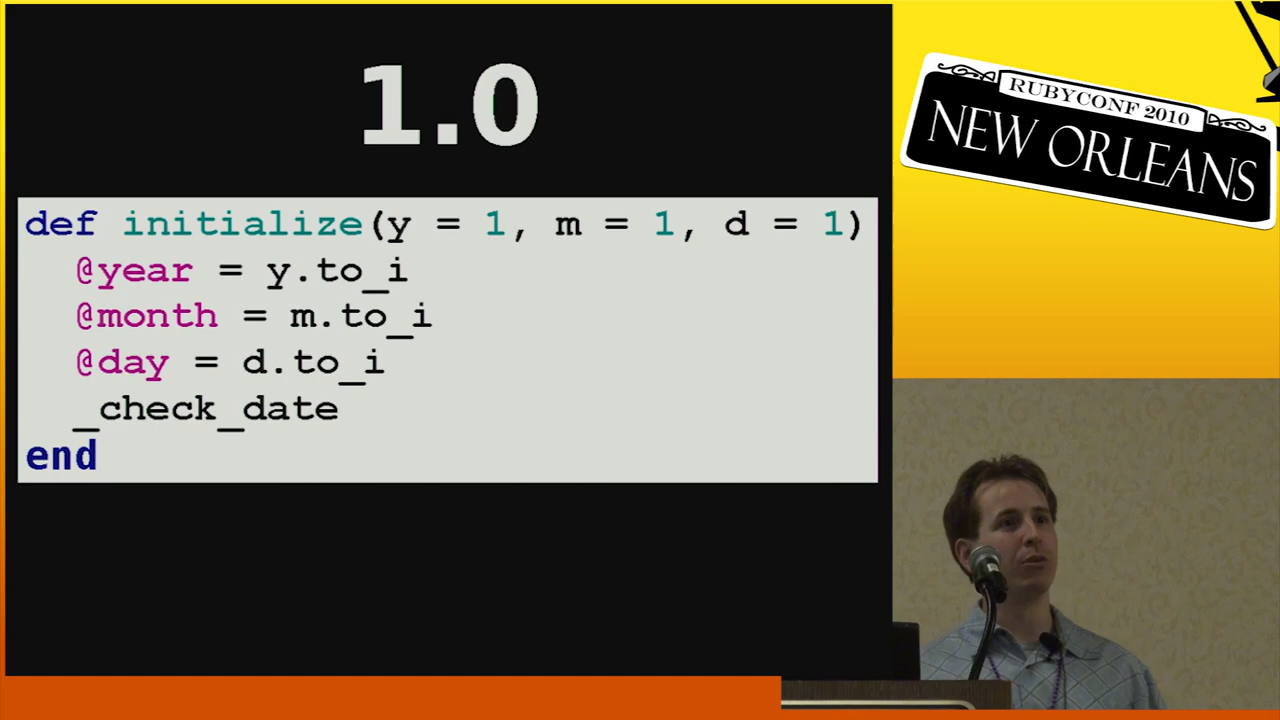 1.0
def initialize(y = 1, m = 1, d = 1)
  @year = y.to_i
  @month = m.to_i
  @day = d.to_i
  _check_date
end
RUBYCONF 2010
NEW ORLEANS